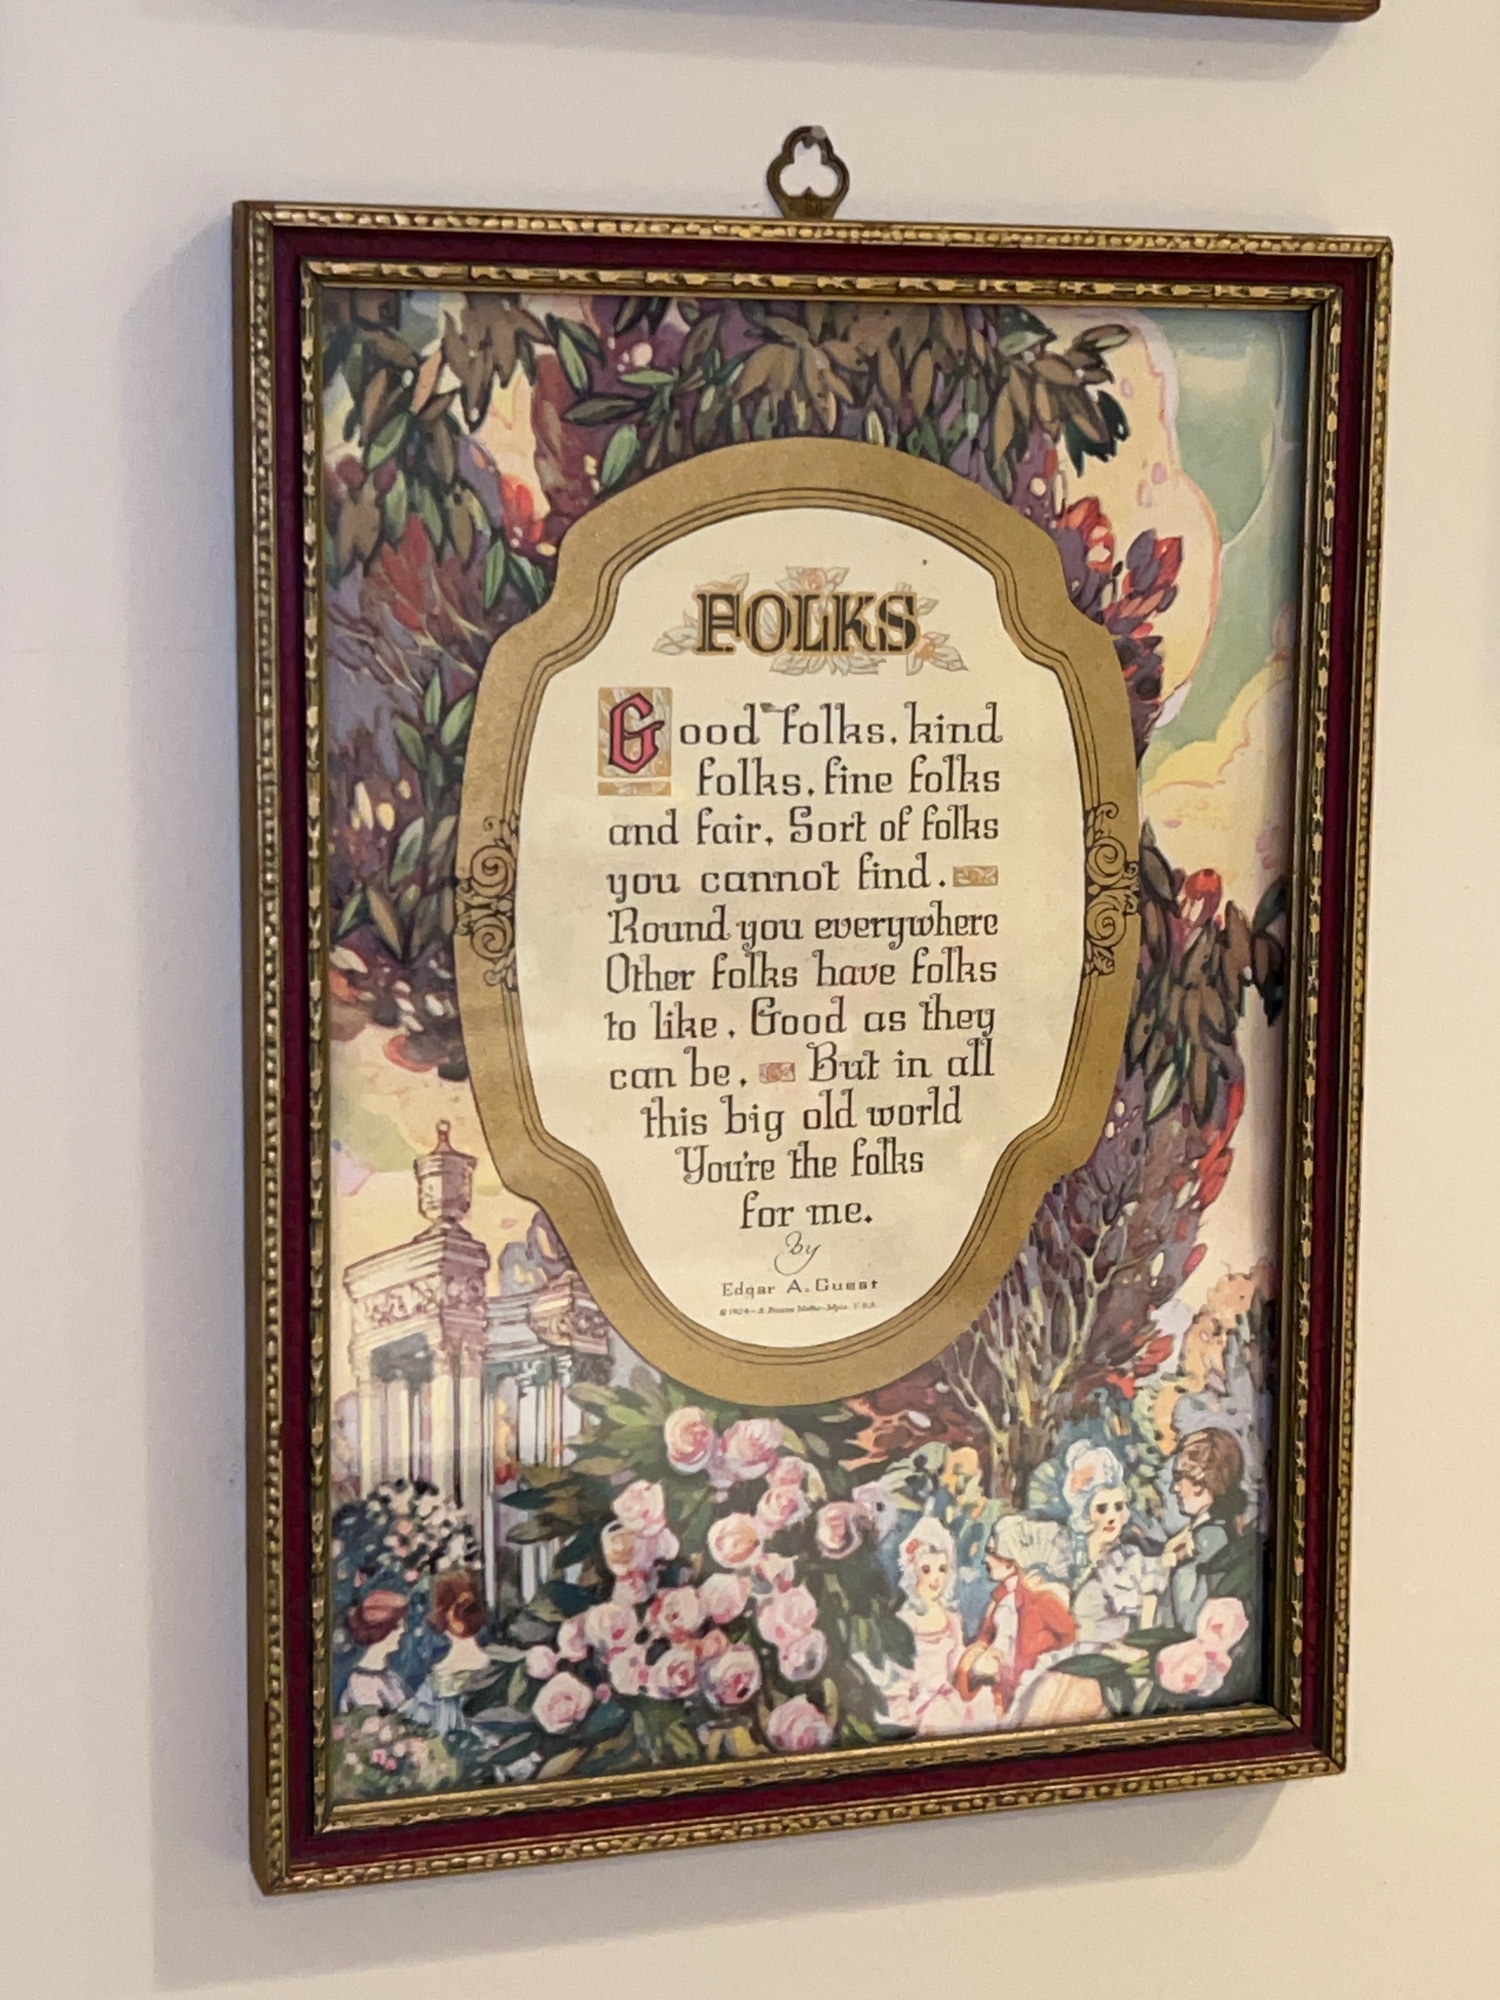 FOLKS
Good folks, kind
folks, fine folks
and fair, Sort of folks
you cannot find.
Round you everywhere
Other folks have folks
to like, Good as they
can be, But in all
this big old world
You're the folks
for me.
by
Edgar A. Guest
U.S.A.